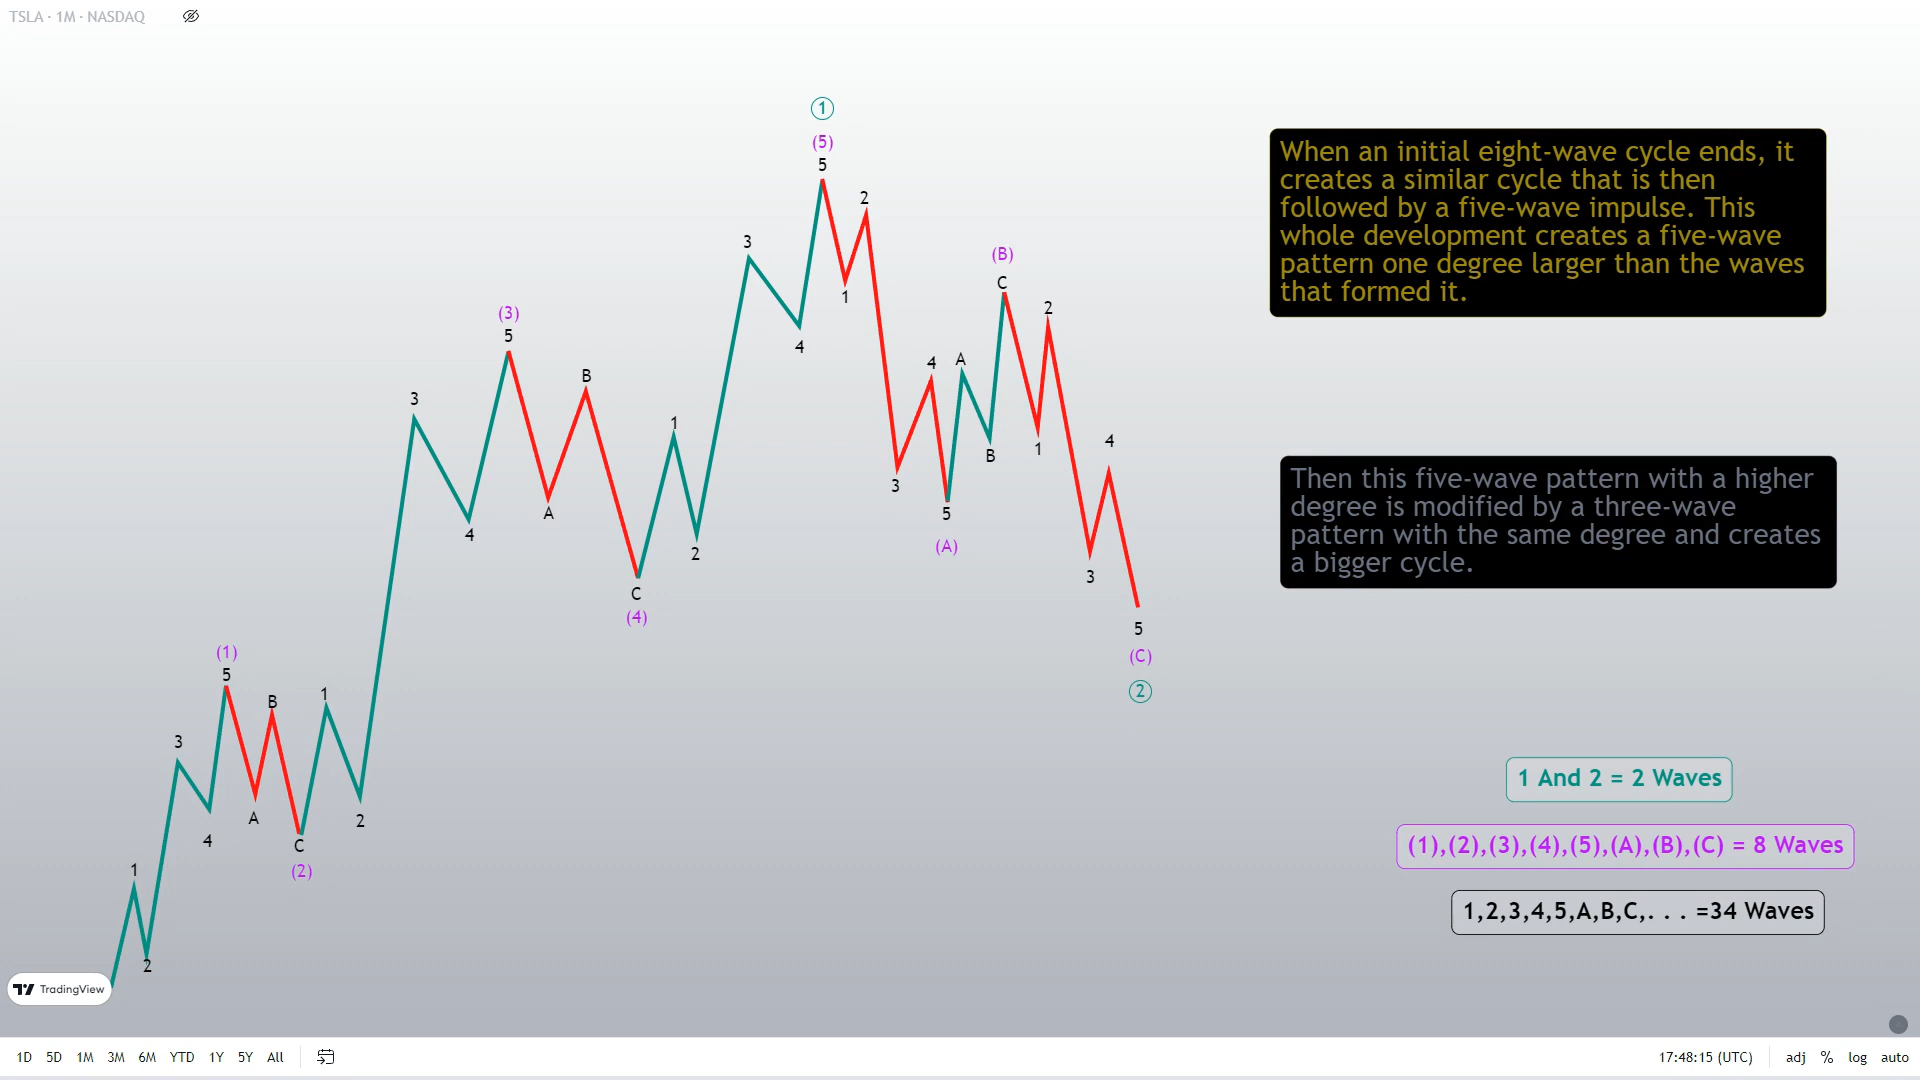 TSLA · 1M · NASDAQ
①
(5)
5
2
3
1
4
(B)
C
2
(3)
5
B
3
A
4
A
B
1
4
1
3
5
(A)
4
A
2
3
C
(4)
5
(C)
②
(1)
5
B
1
3
A
2
4
C
(2)
1
2
When an initial eight-wave cycle ends, it
creates a similar cycle that is then
followed by a five-wave impulse. This
whole development creates a five-wave
pattern one degree larger than the waves
that formed it.
Then this five-wave pattern with a higher
degree is modified by a three-wave
pattern with the same degree and creates
a bigger cycle.
1 And 2 = 2 Waves
(1),(2),(3),(4),(5),(A),(B),(C) = 8 Waves
1,2,3,4,5,A,B,C,. . . =34 Waves
TradingView
1D 5D 1M 3M 6M YTD 1Y 5Y All
17:48:15 (UTC) adj % log auto